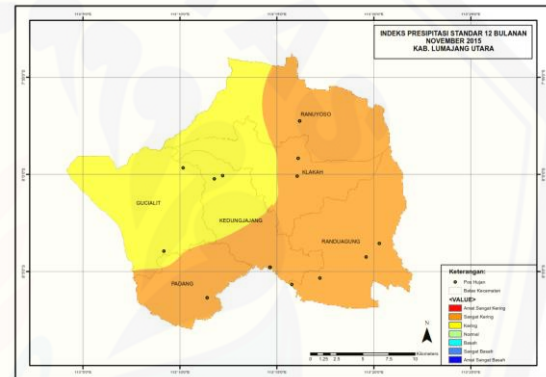 INDEKS PRESIPITASI STANDAR 12 BULANAN
NOVEMBER 2015
KAB. LUMAJANG UTARA
RANUYOSO
KLAKAH
GUCIALIT
KEDUNGJAJANG
RANDUAGUNG
PADANG
Keterangan:
Pos Hujan
Batas Kecamatan
<VALUE>
Amat Sangat Kering
Sangat Kering
Kering
Normal
Basah
Sangat Basah
Amat Sangat Basah
N
0 1.25 2.5 5 7.5 10
Kilometers